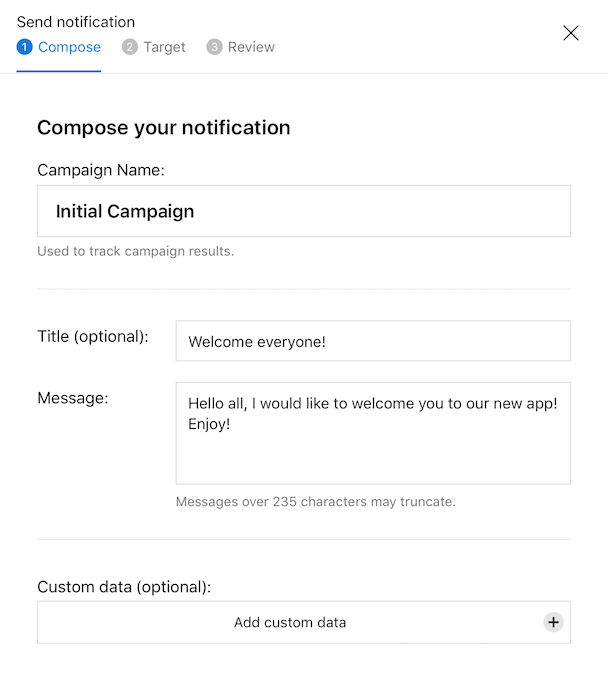 Send notification
1 Compose 2 Target 3 Review
Compose your notification
Campaign Name:
Initial Campaign
Used to track campaign results.
Title (optional): Welcome everyone!
Message: Hello all, I would like to welcome you to our new app!
Enjoy!
Messages over 235 characters may truncate.
Custom data (optional):
Add custom data